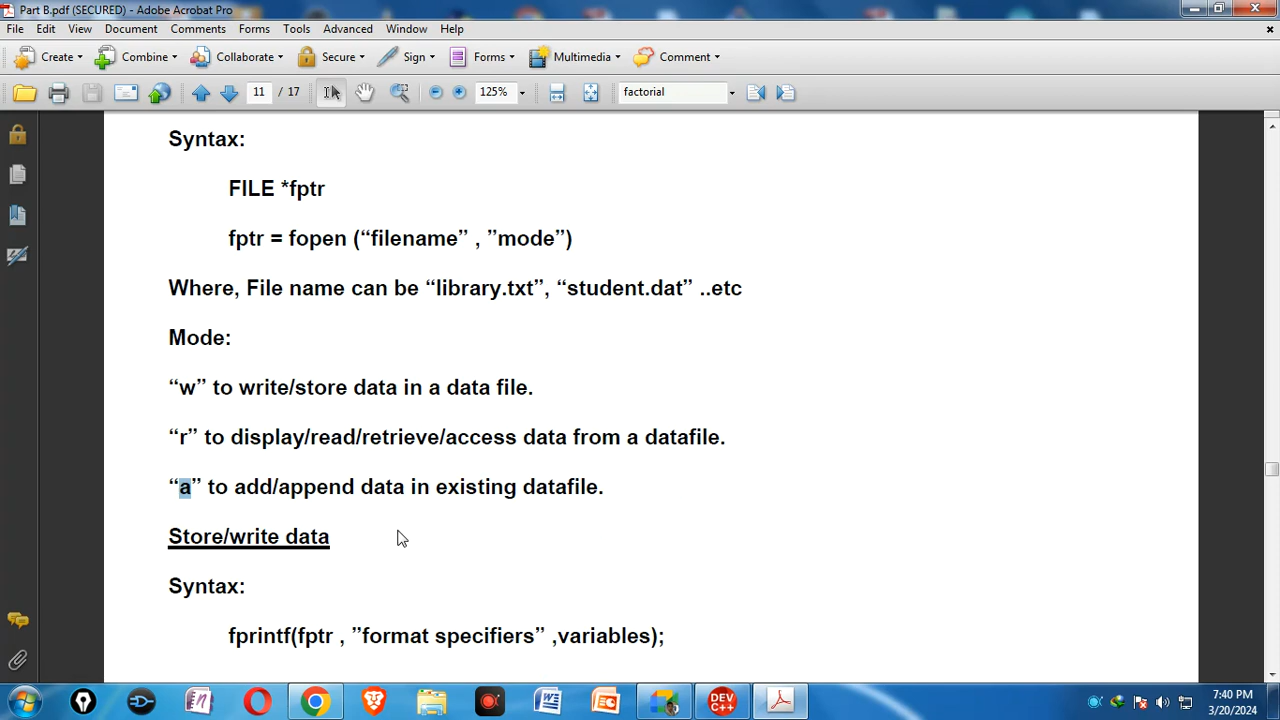 Part B.pdf (SECURED) - Adobe Acrobat Pro
File Edit View Document Comments Forms Tools Advanced Window Help
Create Combine Collaborate Secure Sign Forms Multimedia Comment
11 / 17 125% factorial
Syntax:
FILE *fptr
fptr = fopen (“filename” , ”mode”)
Where, File name can be “library.txt”, “student.dat” ..etc
Mode:
“w” to write/store data in a data file.
“r” to display/read/retrieve/access data from a datafile.
“a” to add/append data in existing datafile.
Store/write data
Syntax:
fprintf(fptr , ”format specifiers” ,variables);
DEV C++
7:40 PM
3/20/2024